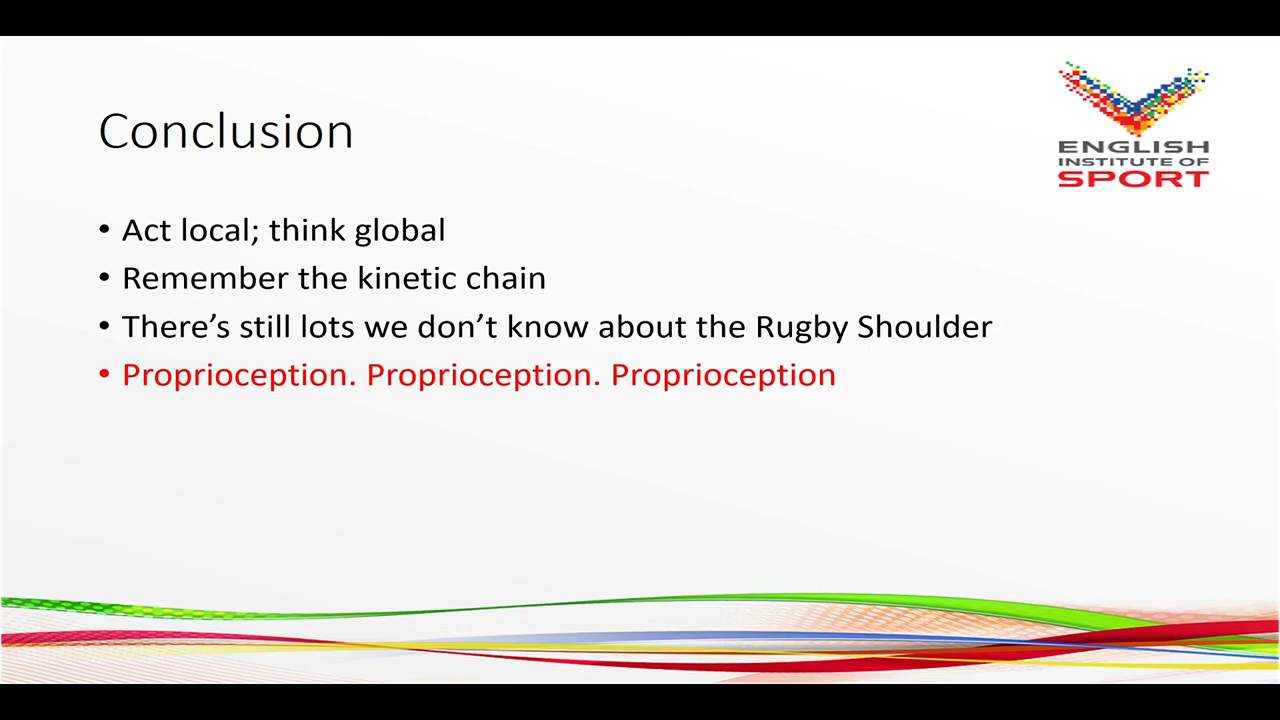 Conclusion
ENGLISH
INSTITUTE OF
SPORT
• Act local; think global
• Remember the kinetic chain
• There’s still lots we don’t know about the Rugby Shoulder
• Proprioception. Proprioception. Proprioception